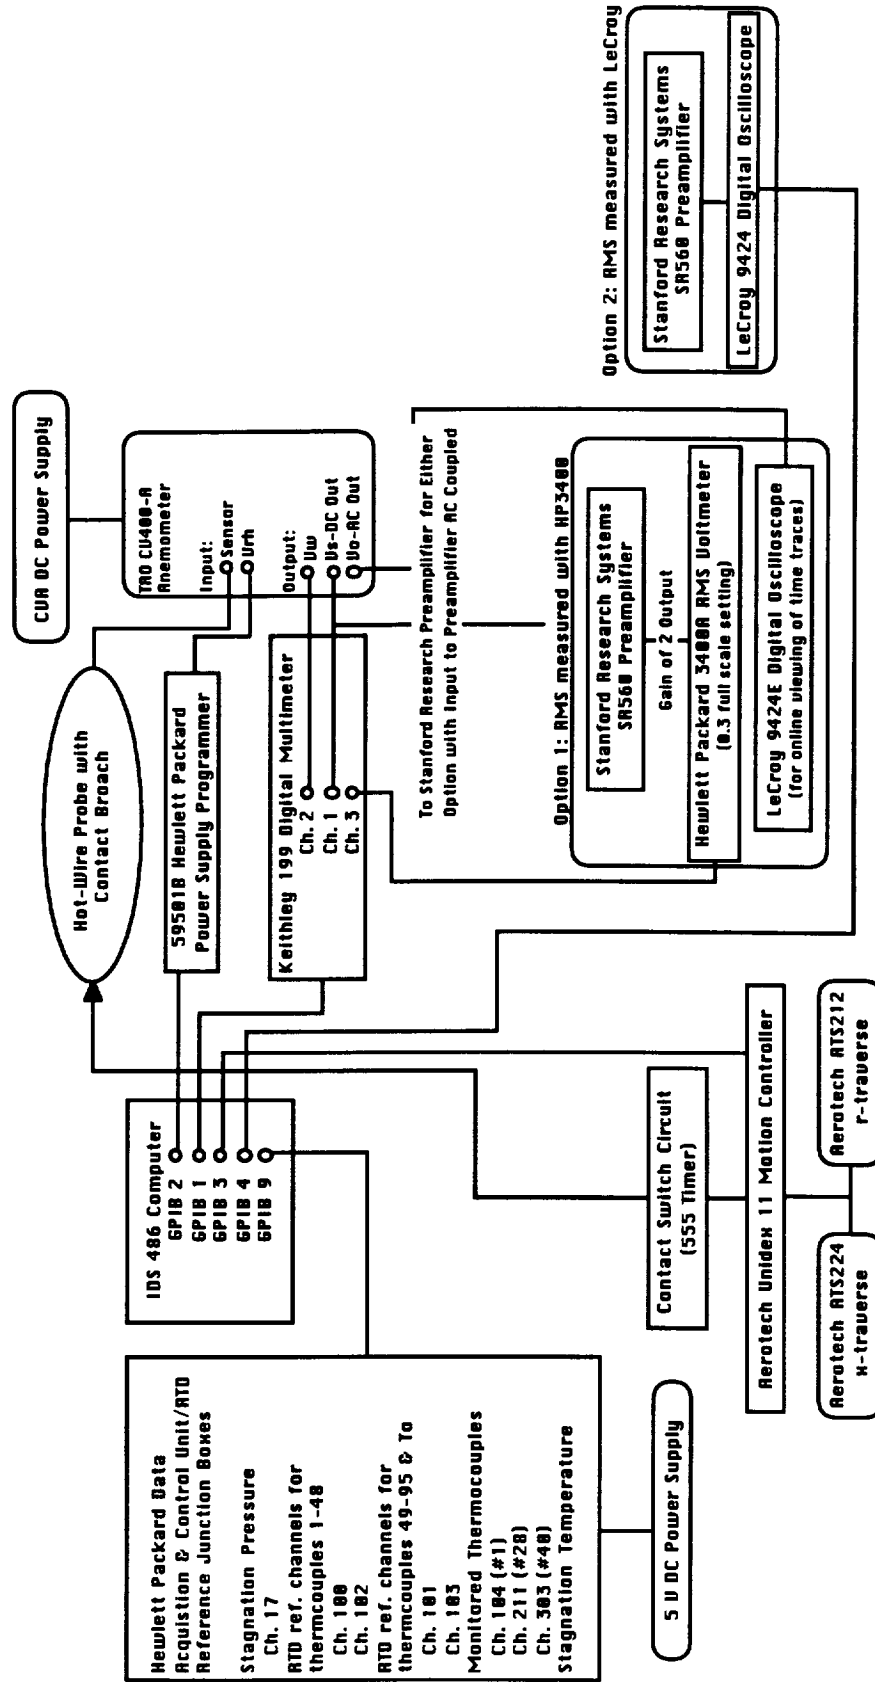 CVA DC Power Supply
Hot-Wire Probe with
Contact Broach
TAO CV400-A
Anemometer
Input:
Sensor
Vrh
Output:
Vw
Vs-DC Out
Vo-AC Out
59501B Hewlett Packard
Power Supply Programmer
Keithley 199 Digital Multimeter
Ch. 2
Ch. 1
Ch. 3
IDS 486 Computer
GPIB 2
GPIB 1
GPIB 3
GPIB 4
GPIB 9
Hewlett Packard Data
Acquistion & Control Unit/RTD
Reference Junction Boxes
Stagnation Pressure
Ch. 17
RTD ref. channels for
thermcouples 1-48
Ch. 100
Ch. 102
RTD ref. channels for
thermcouples 49-95 & To
Ch. 101
Ch. 103
Monitored Thermocouples
Ch. 104 (#1)
Ch. 211 (#28)
Ch. 303 (#40)
Stagnation Temperature
5 V DC Power Supply
To Stanford Research Preamplifier for Either
Option with Input to Preamplifier AC Coupled
Option 1: RMS measured with HP3400
Stanford Research Systems
SR560 Preamplifier
Gain of 2 Output
Hewlett Packard 3400A RMS Voltmeter
(0.3 full scale setting)
LeCroy 9424E Digital Oscilloscope
(for online viewing of time traces)
Option 2: RMS measured with LeCroy
Stanford Research Systems
SR560 Preamplifier
LeCroy 9424 Digital Oscilloscope
Contact Switch Circuit
(555 Timer)
Aerotech Unidex 11 Motion Controller
Aerotech ATS224
x-traverse
Aerotech ATS212
r-traverse